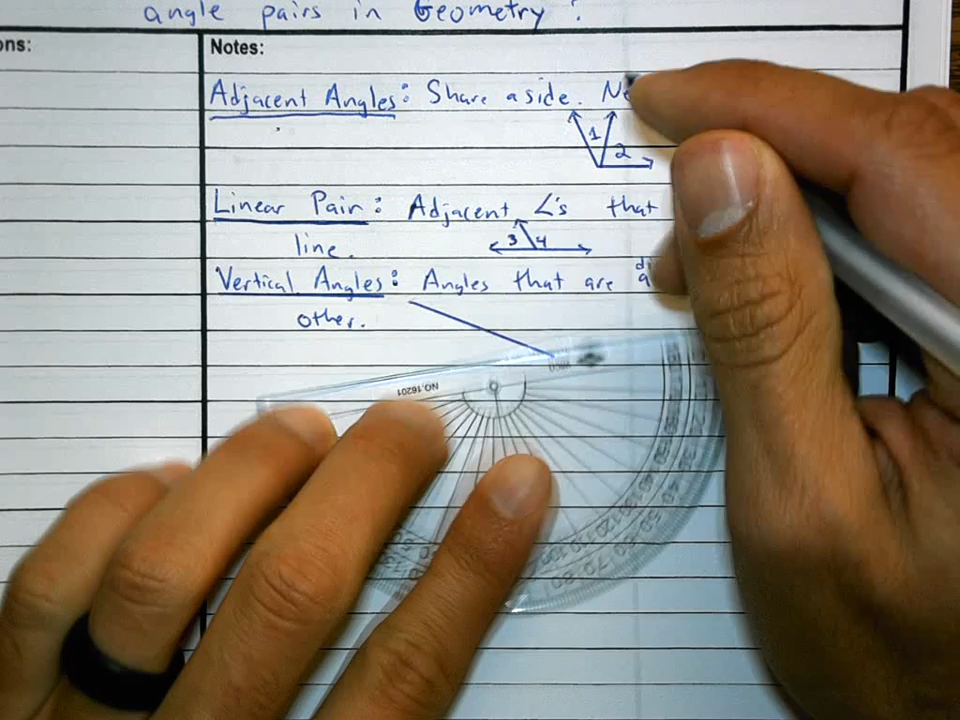 angle pairs in Geometry?
ons:
Notes:
Adjacent Angles: Share a side.
1
2
Linear Pair: Adjacent ∠'s that
line.
3 4
Vertical Angles: Angles that are
other.
NO.16201